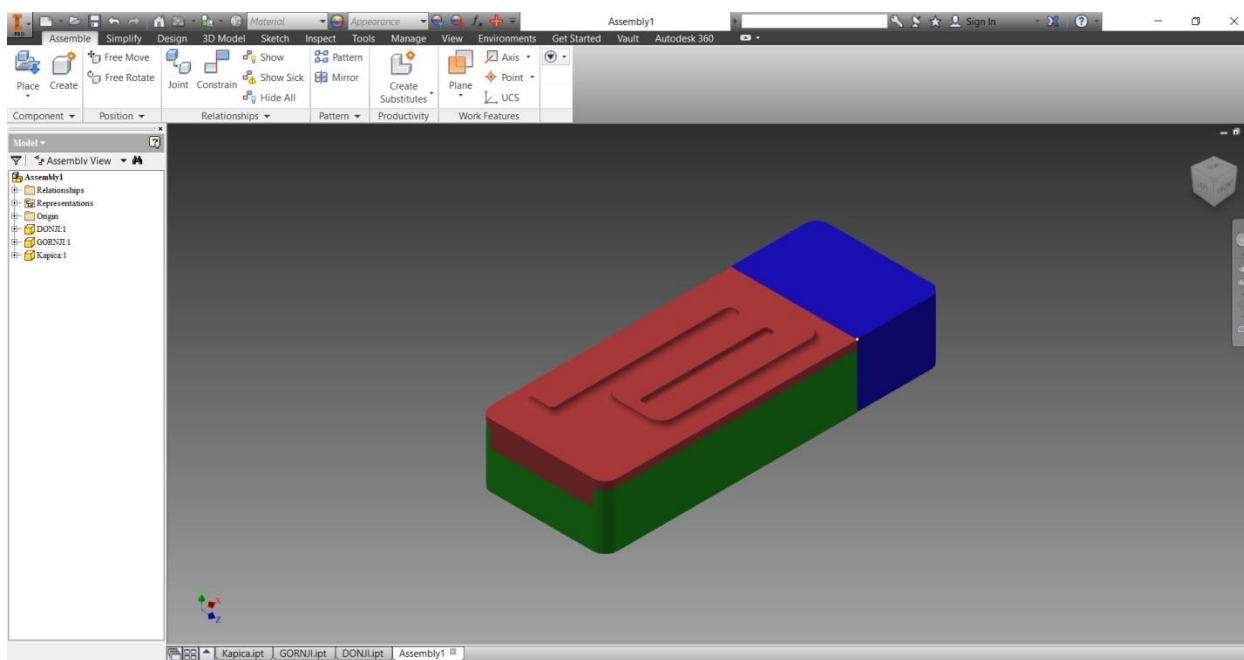 PRO Material Appearance Assembly1 Sign In
Assemble Simplify Design 3D Model Sketch Inspect Tools Manage View Environments Get Started Vault Autodesk 360
Free Move Show Pattern Axis
Free Rotate Show Sick Mirror Point
Place Create Joint Constrain Hide All Create Substitutes Plane UCS
Component Position Relationships Pattern Productivity Work Features
Model
Assembly View
Assembly1
Relationships
Representations
Origin
DONJI:1
GORNJI:1
Kapica:1
X
Z
Kapica.ipt GORNJI.ipt DONJI.ipt Assembly1